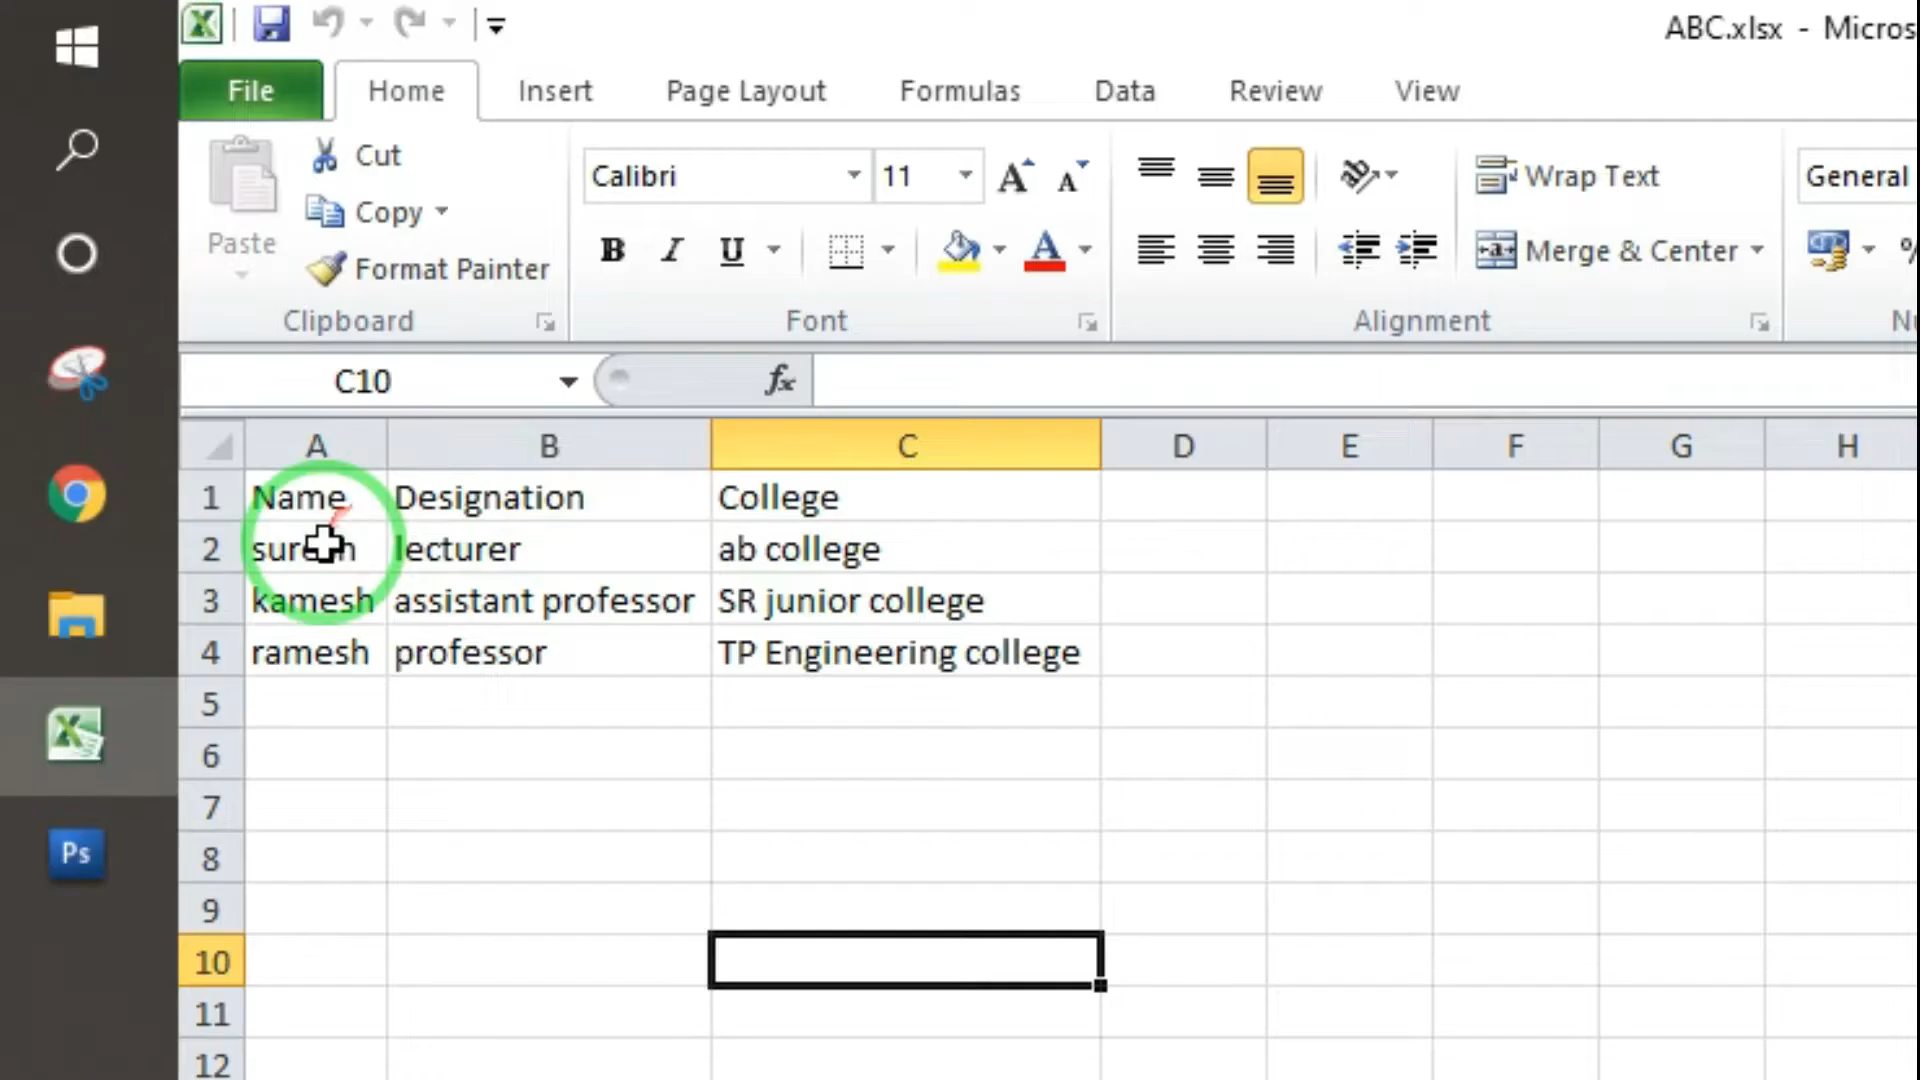 ABC.xlsx - Micros
File Home Insert Page Layout Formulas Data Review View
Paste
Cut
Copy
Format Painter
Clipboard
Calibri 11
B I U
Font
Wrap Text
Merge & Center
Alignment
General
%
C10 fx
A B C D E F G H
1 Name Designation College
2 lecturer ab college
3 kamesh assistant professor SR junior college
4 ramesh professor TP Engineering college
5
6
7
8
9
10
11
12
Ps